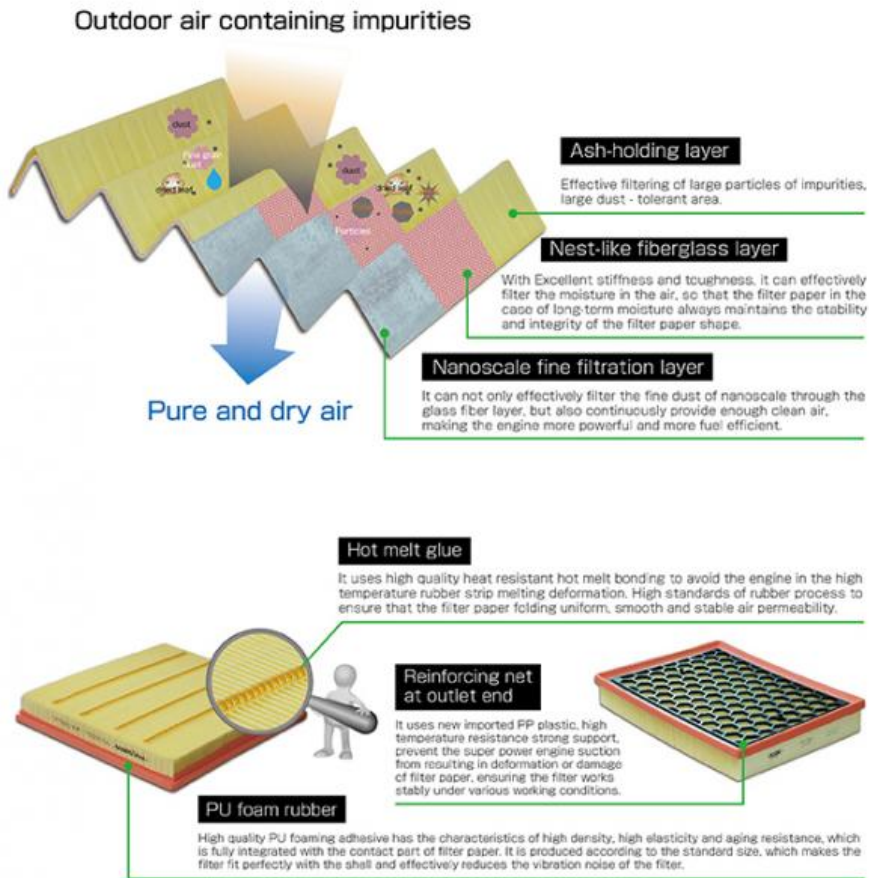 Outdoor air containing impurities
dust
Fine grain
dust
dried leaf
dust
dried leaf
Particles
Ash-holding layer
Effective filtering of large particles of impurities,
large dust - tolerant area.
Nest-like fiberglass layer
With Excellent stiffness and toughness, it can effectively
filter the moisture in the air, so that the filter paper in the
case of long-term moisture always maintains the stability
and integrity of the filter paper shape.
Nanoscale fine filtration layer
It can not only effectively filter the fine dust of nanoscale through the
glass fiber layer, but also continuously provide enough clean air,
making the engine more powerful and more fuel efficient.
Pure and dry air
Hot melt glue
It uses high quality heat resistant hot melt bonding to avoid the engine in the high
temperature rubber strip melting deformation. High standards of rubber process to
ensure that the filter paper folding uniform, smooth and stable air permeability.
Reinforcing net
at outlet end
It uses new imported PP plastic, high
temperature resistance strong support,
prevent the super power engine suction
from resulting in deformation or damage
of filter paper, ensuring the filter works
stably under various working conditions.
PU foam rubber
High quality PU foaming adhesive has the characteristics of high density, high elasticity and aging resistance, which
is fully integrated with the contact part of filter paper. It is produced according to the standard size, which makes the
filter fit perfectly with the shell and effectively reduces the vibration noise of the filter.